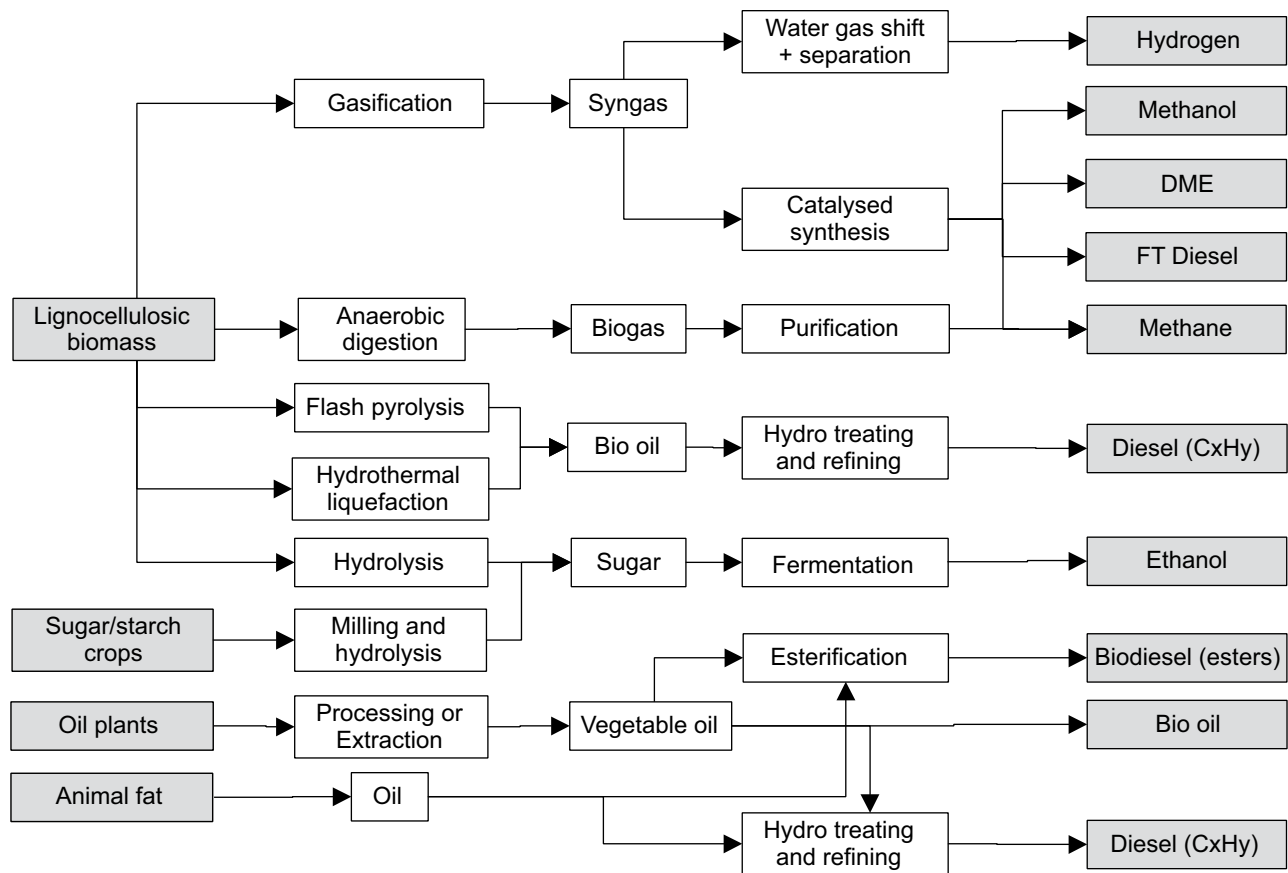 Water gas shift
+ separation
Hydrogen
Gasification
Syngas
Methanol
DME
Catalysed
synthesis
FT Diesel
Lignocellulosic
biomass
Anaerobic
digestion
Biogas
Purification
Methane
Flash pyrolysis
Bio oil
Hydro treating
and refining
Diesel (CxHy)
Hydrothermal
liquefaction
Hydrolysis
Sugar
Fermentation
Ethanol
Sugar/starch
crops
Milling and
hydrolysis
Esterification
Biodiesel (esters)
Oil plants
Processing or
Extraction
Vegetable oil
Bio oil
Animal fat
Oil
Hydro treating
and refining
Diesel (CxHy)